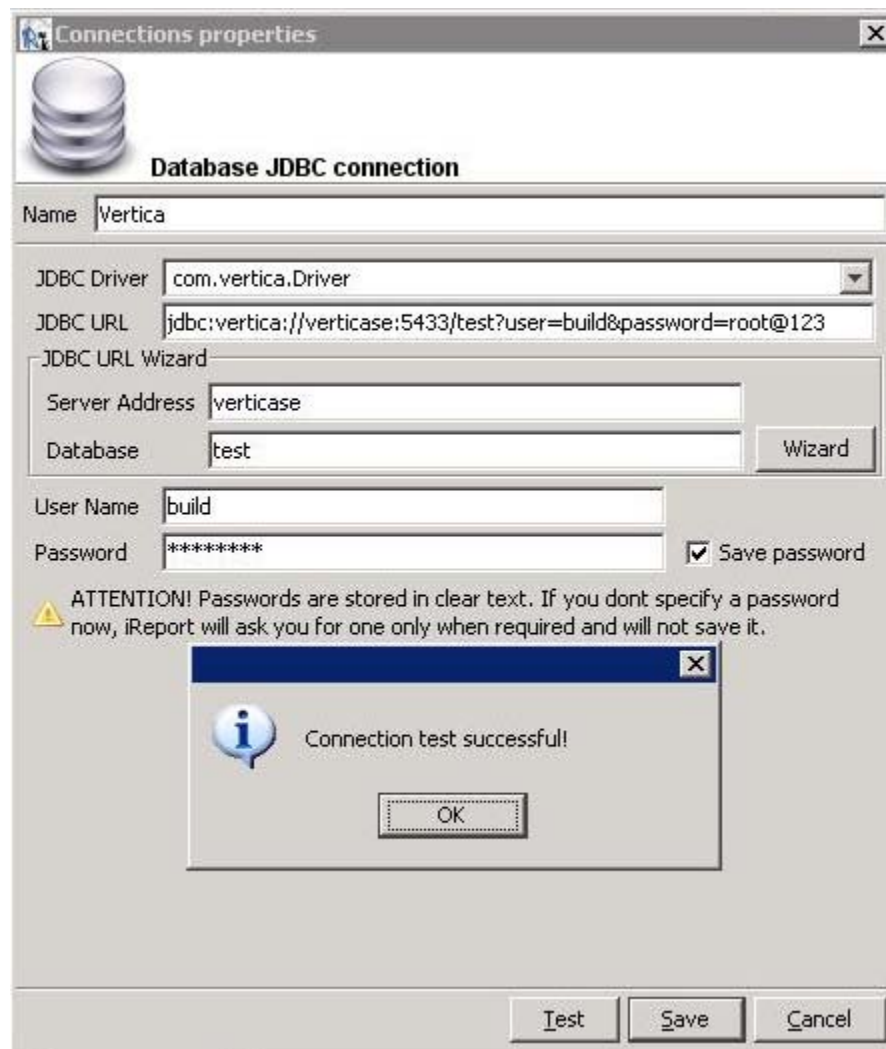 Connections properties
Database JDBC connection
Name Vertica
JDBC Driver com.vertica.Driver
JDBC URL jdbc:vertica://verticase:5433/test?user=build&password=root@123
JDBC URL Wizard
Server Address verticase
Database test Wizard
User Name build
Password ******** Save password
ATTENTION! Passwords are stored in clear text. If you dont specify a password
now, iReport will ask you for one only when required and will not save it.
Connection test successful!
OK
Test Save Cancel